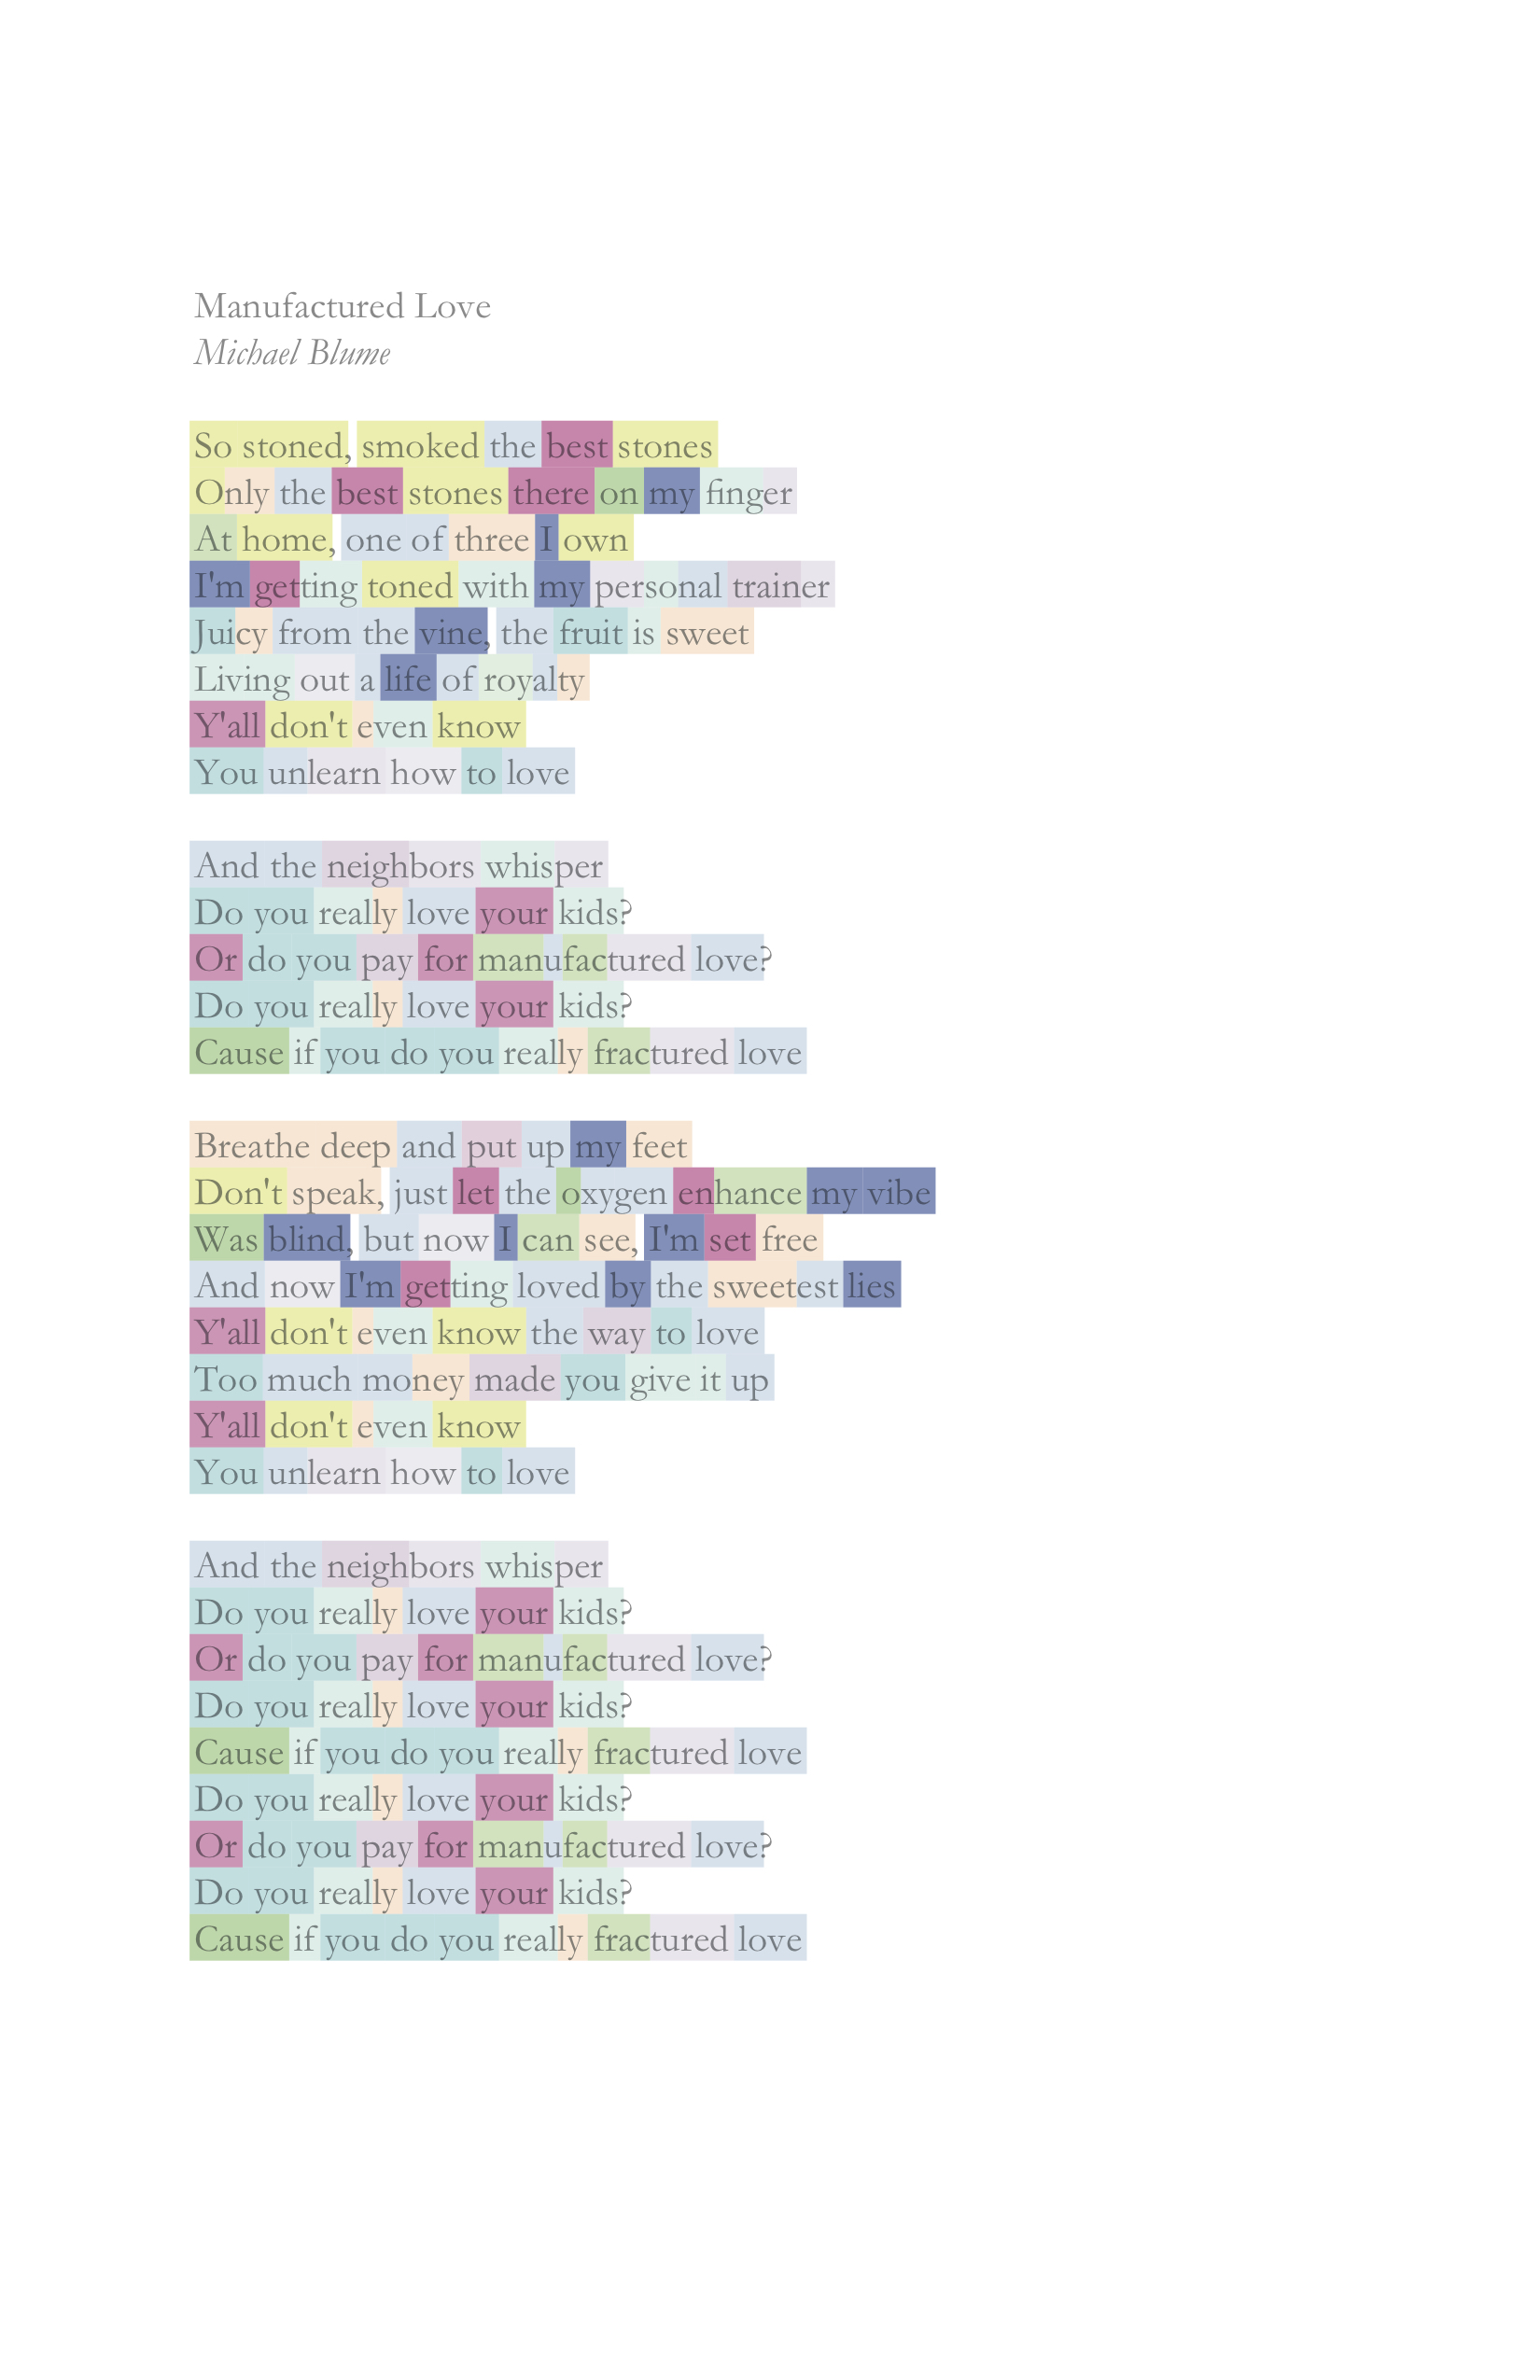 Manufactured Love
Michael Blume
So stoned, smoked the best stones
Only the best stones there on my finger
At home, one of three I own
I'm getting toned with my personal trainer
Juicy from the vine, the fruit is sweet
Living out a life of royalty
Y'all don't even know
You unlearn how to love
And the neighbors whisper
Do you really love your kids?
Or do you pay for manufactured love?
Do you really love your kids?
Cause if you do you really fractured love
Breathe deep and put up my feet
Don't speak, just let the oxygen enhance my vibe
Was blind, but now I can see, I'm set free
And now I'm getting loved by the sweetest lies
Y'all don't even know the way to love
Too much money made you give it up
Y'all don't even know
You unlearn how to love
And the neighbors whisper
Do you really love your kids?
Or do you pay for manufactured love?
Do you really love your kids?
Cause if you do you really fractured love
Do you really love your kids?
Or do you pay for manufactured love?
Do you really love your kids?
Cause if you do you really fractured love